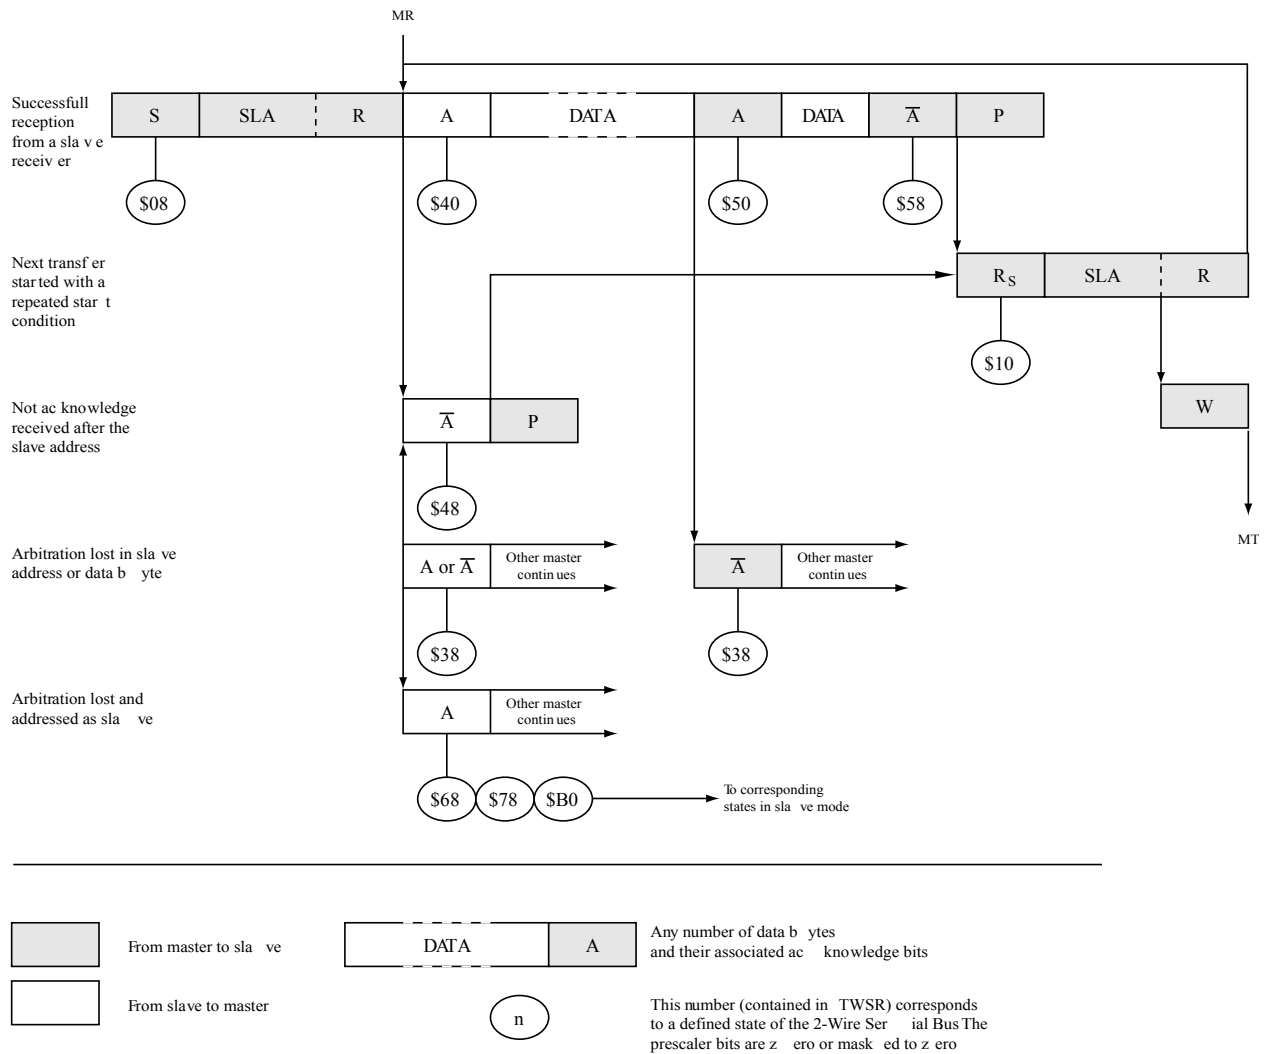 MR
Successfull
reception
from a sla v e
receiv er
S SLA R A DATA A DATA A̅ P
$08 $40 $50 $58
Next transf er
star ted with a
repeated star t
condition
RS SLA R
$10
Not ac knowledge
received after the
slave address
A̅ P
W
$48
MT
Arbitration lost in sla ve
address or data b yte
A or A̅ Other master
contin ues
A̅ Other master
contin ues
$38 $38
Arbitration lost and
addressed as sla ve
A Other master
contin ues
$68 $78 $B0 To corresponding
states in sla ve mode
From master to sla ve
DATA A
Any number of data b ytes
and their associated ac knowledge bits
From slave to master
n
This number (contained in TWSR) corresponds
to a defined state of the 2-Wire Ser ial Bus The
prescaler bits are z ero or mask ed to z ero